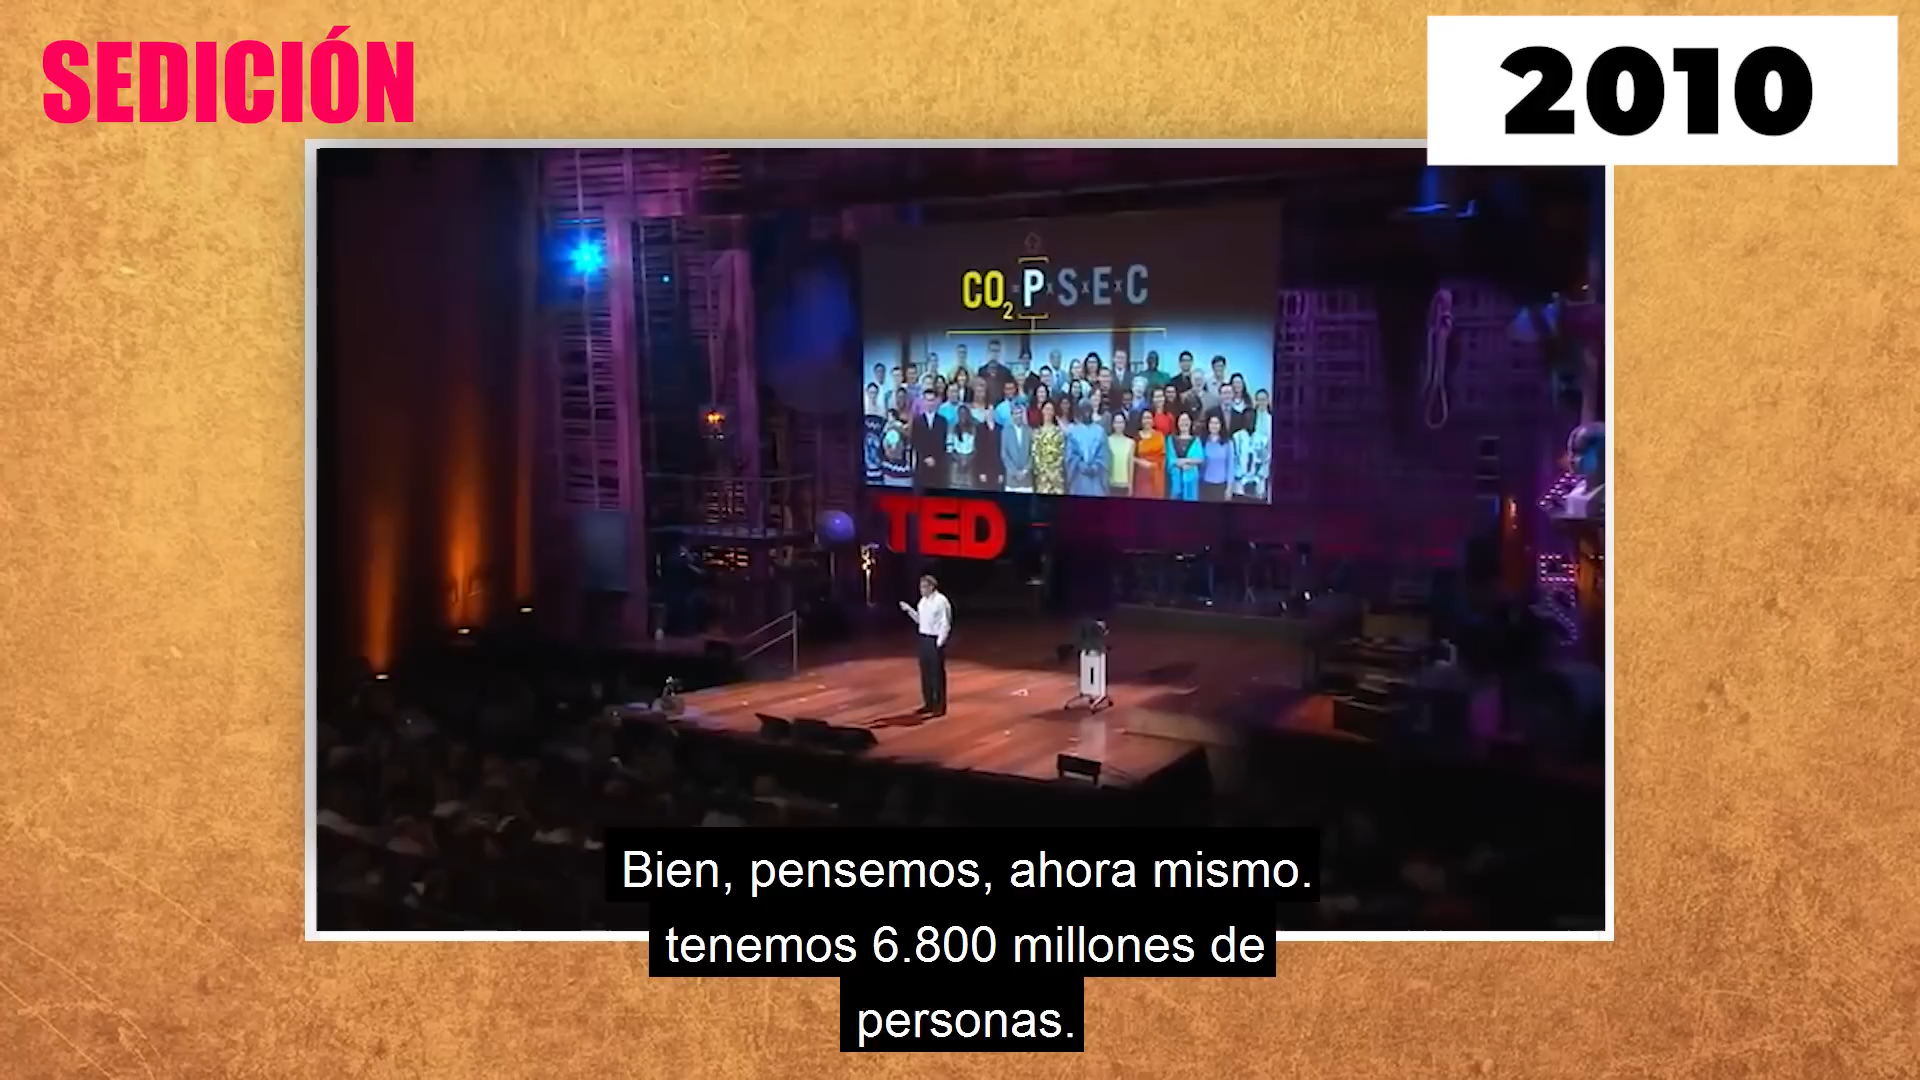 SEDICIÓN
2010
CO2=P×S×E×C
TED
Bien, pensemos, ahora mismo.
tenemos 6.800 millones de
personas.